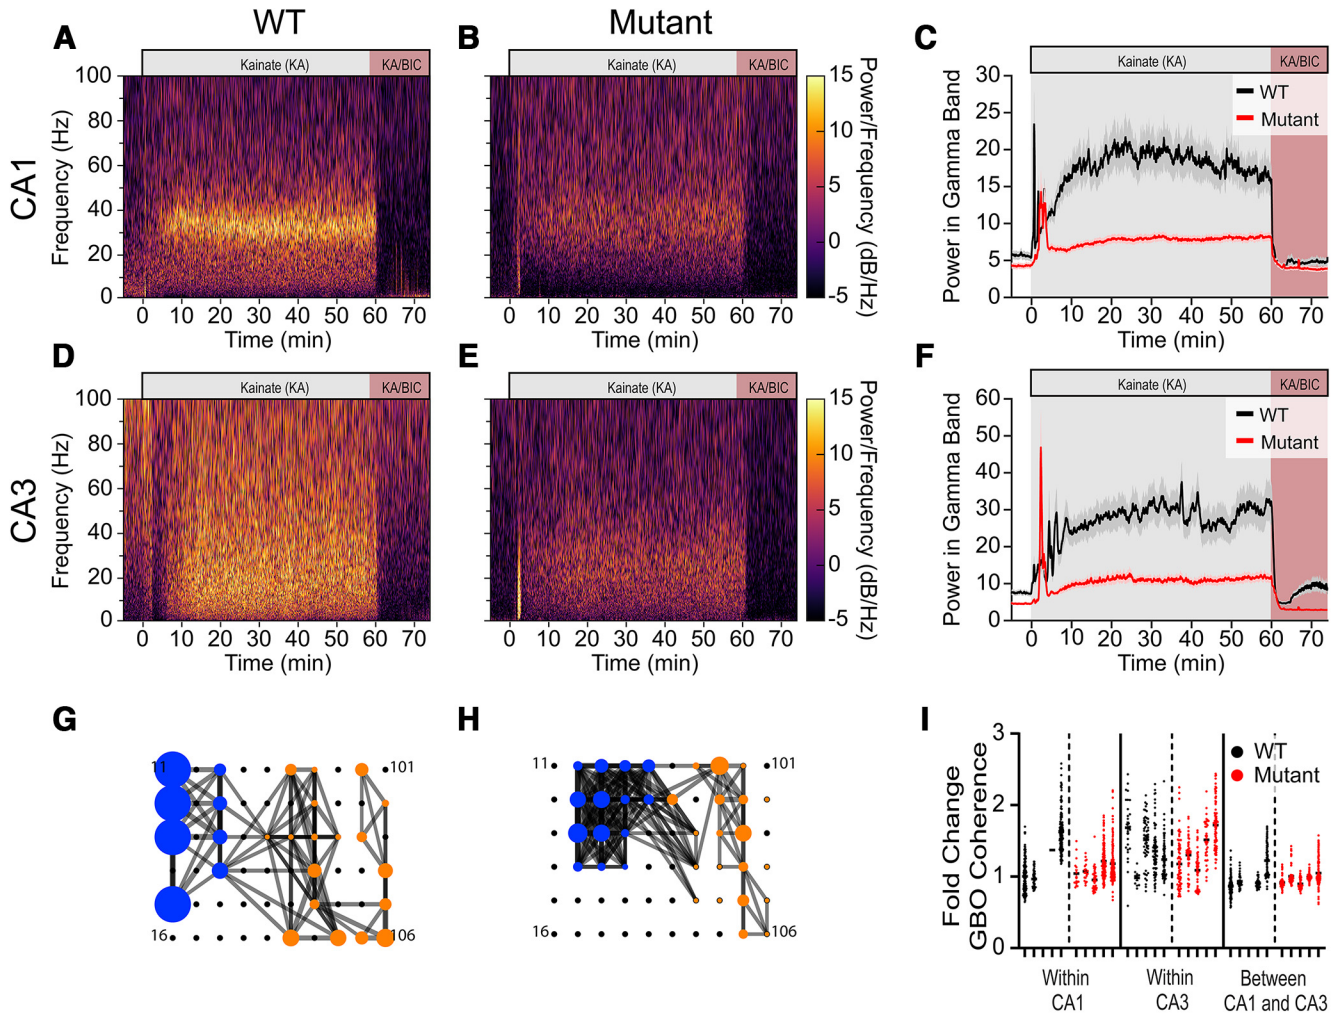 WT
Mutant
A
B
C
Kainate (KA)
KA/BIC
Kainate (KA)
KA/BIC
Kainate (KA)
KA/BIC
CA1
Frequency (Hz)
100
80
60
40
20
0
0 10 20 30 40 50 60 70
Time (min)
0 10 20 30 40 50 60 70
Time (min)
15
10
5
0
-5
Power/Frequency (dB/Hz)
Power in Gamma Band
30
25
20
15
10
5
0
WT
Mutant
0 10 20 30 40 50 60 70
Time (min)
D
E
F
Kainate (KA)
KA/BIC
Kainate (KA)
KA/BIC
Kainate (KA)
KA/BIC
CA3
Frequency (Hz)
100
80
60
40
20
0
0 10 20 30 40 50 60 70
Time (min)
0 10 20 30 40 50 60 70
Time (min)
15
10
5
0
-5
Power/Frequency (dB/Hz)
Power in Gamma Band
60
50
40
30
20
10
0
WT
Mutant
0 10 20 30 40 50 60 70
Time (min)
G
11
101
16
106
H
11
101
16
106
I
Fold Change
GBO Coherence
3
2
1
0
WT
Mutant
Within
CA1
Within
CA3
Between
CA1 and CA3